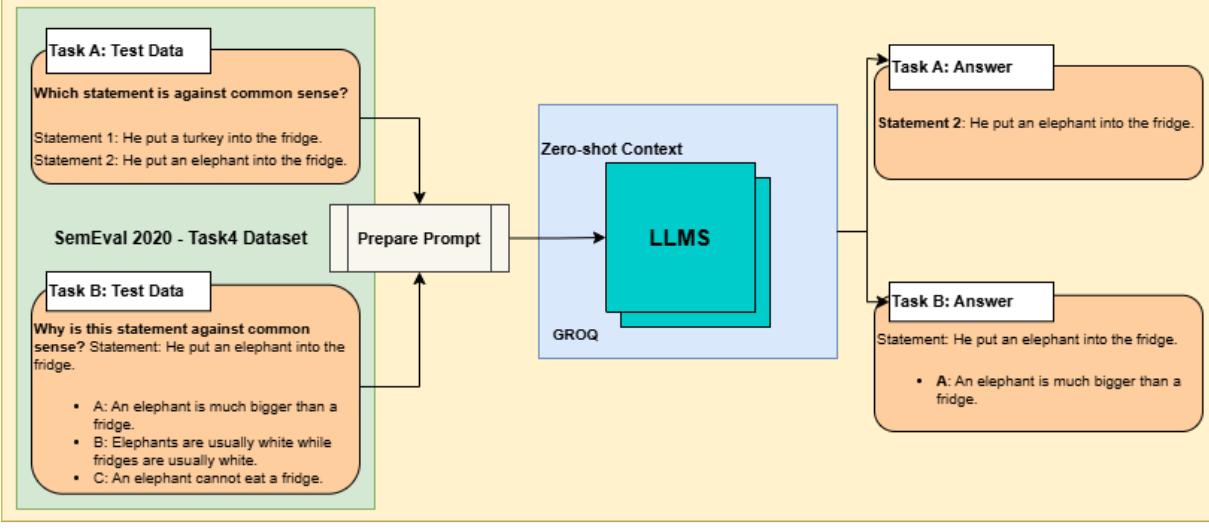 Task A: Test Data
Which statement is against common sense?
Statement 1: He put a turkey into the fridge.
Statement 2: He put an elephant into the fridge.
SemEval 2020 - Task4 Dataset
Task B: Test Data
Why is this statement against common
sense? Statement: He put an elephant into the
fridge.
• A: An elephant is much bigger than a
fridge.
• B: Elephants are usually white while
fridges are usually white.
• C: An elephant cannot eat a fridge.
Prepare Prompt
Zero-shot Context
LLMS
GROQ
Task A: Answer
Statement 2: He put an elephant into the fridge.
Task B: Answer
Statement: He put an elephant into the fridge.
• A: An elephant is much bigger than a
fridge.